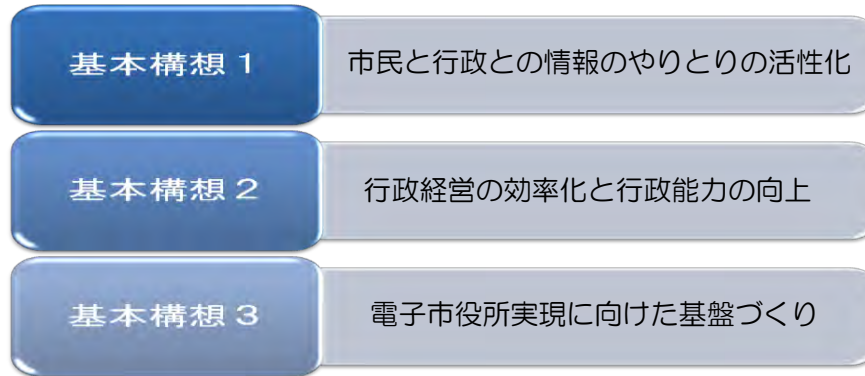 基本構想１
市民と行政との情報のやりとりの活性化
基本構想２
行政経営の効率化と行政能力の向上
基本構想３
電子市役所実現に向けた基盤づくり